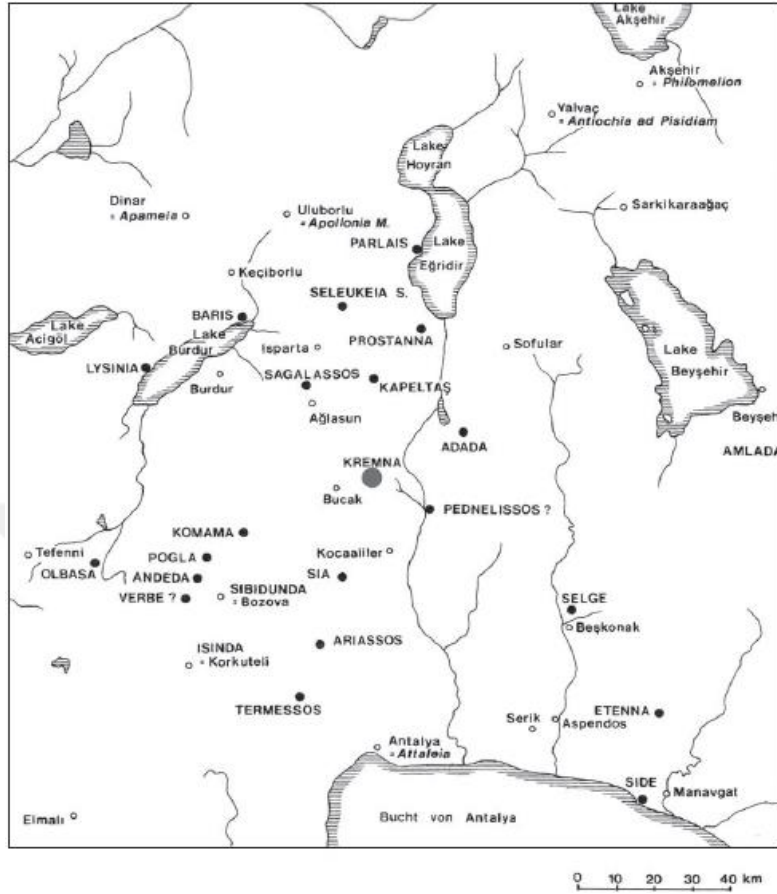 Lake
Akşehir
Akşehir
= Philomelion
Yalvaç
= Antiochia ad Pisidiam
Lake
Hoyran
Dinar
= Apameia
Uluborlu
= Apollonia M.
Sarkikaraağaç
PARLAIS
Lake
Eğridir
Keçiborlu
SELEUKEIA S.
BARIS
Lake
Burdur
Lake
Acigöl
Isparta
PROSTANNA
Sofular
Lake
Beyşehir
LYSINIA
Burdur
SAGALASSOS
KAPELTAŞ
Ağlasun
Beyşeh
ADADA
AMLADA
KREMNA
Bucak
PEDNELISSOS ?
KOMAMA
Tefenni
OLBASA
POGLA
Kocaaliler
ANDEDA
SIA
VERBE ?
SIBIDUNDA
= Bozova
SELGE
Beşkonak
ISINDA
= Korkuteli
ARIASSOS
TERMESSOS
ETENNA
Serik
Aspendos
Antalya
= Attaleia
SIDE
Manavgat
Elmalı
Bucht von Antalya
0 10 20 30 40 km